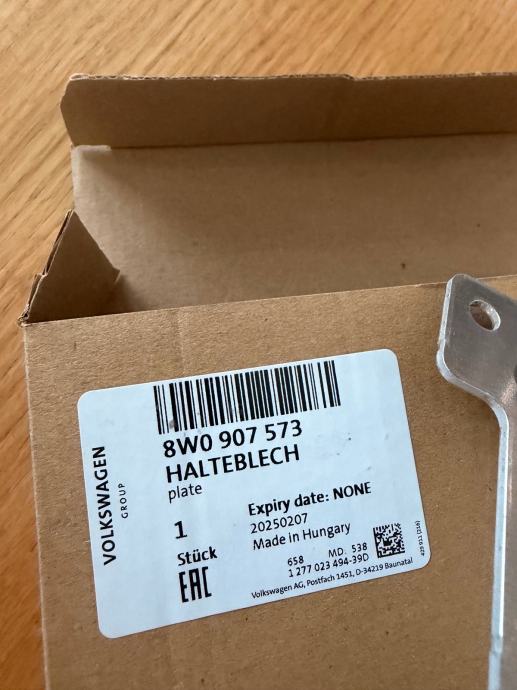 VOLKSWAGEN
GROUP
8W0 907 573
HALTEBLECH
plate
1
Stück
EAC
Expiry date: NONE
20250207
Made in Hungary
658 MD: 538
1 277 023 494-39D
Volkswagen AG, Postfach 1451, D-34219 Baunatal